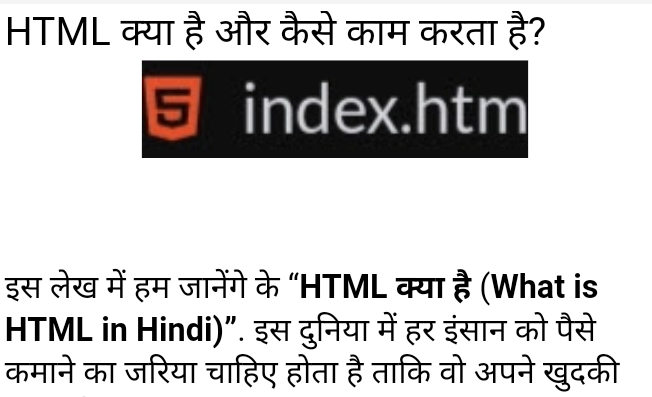 HTML क्या है और कैसे काम करता है?
5 index.htm
इस लेख में हम जानेंगे के “HTML क्या है (What is
HTML in Hindi)”. इस दुनिया में हर इंसान को पैसे
कमाने का जरिया चाहिए होता है ताकि वो अपने खुदकी